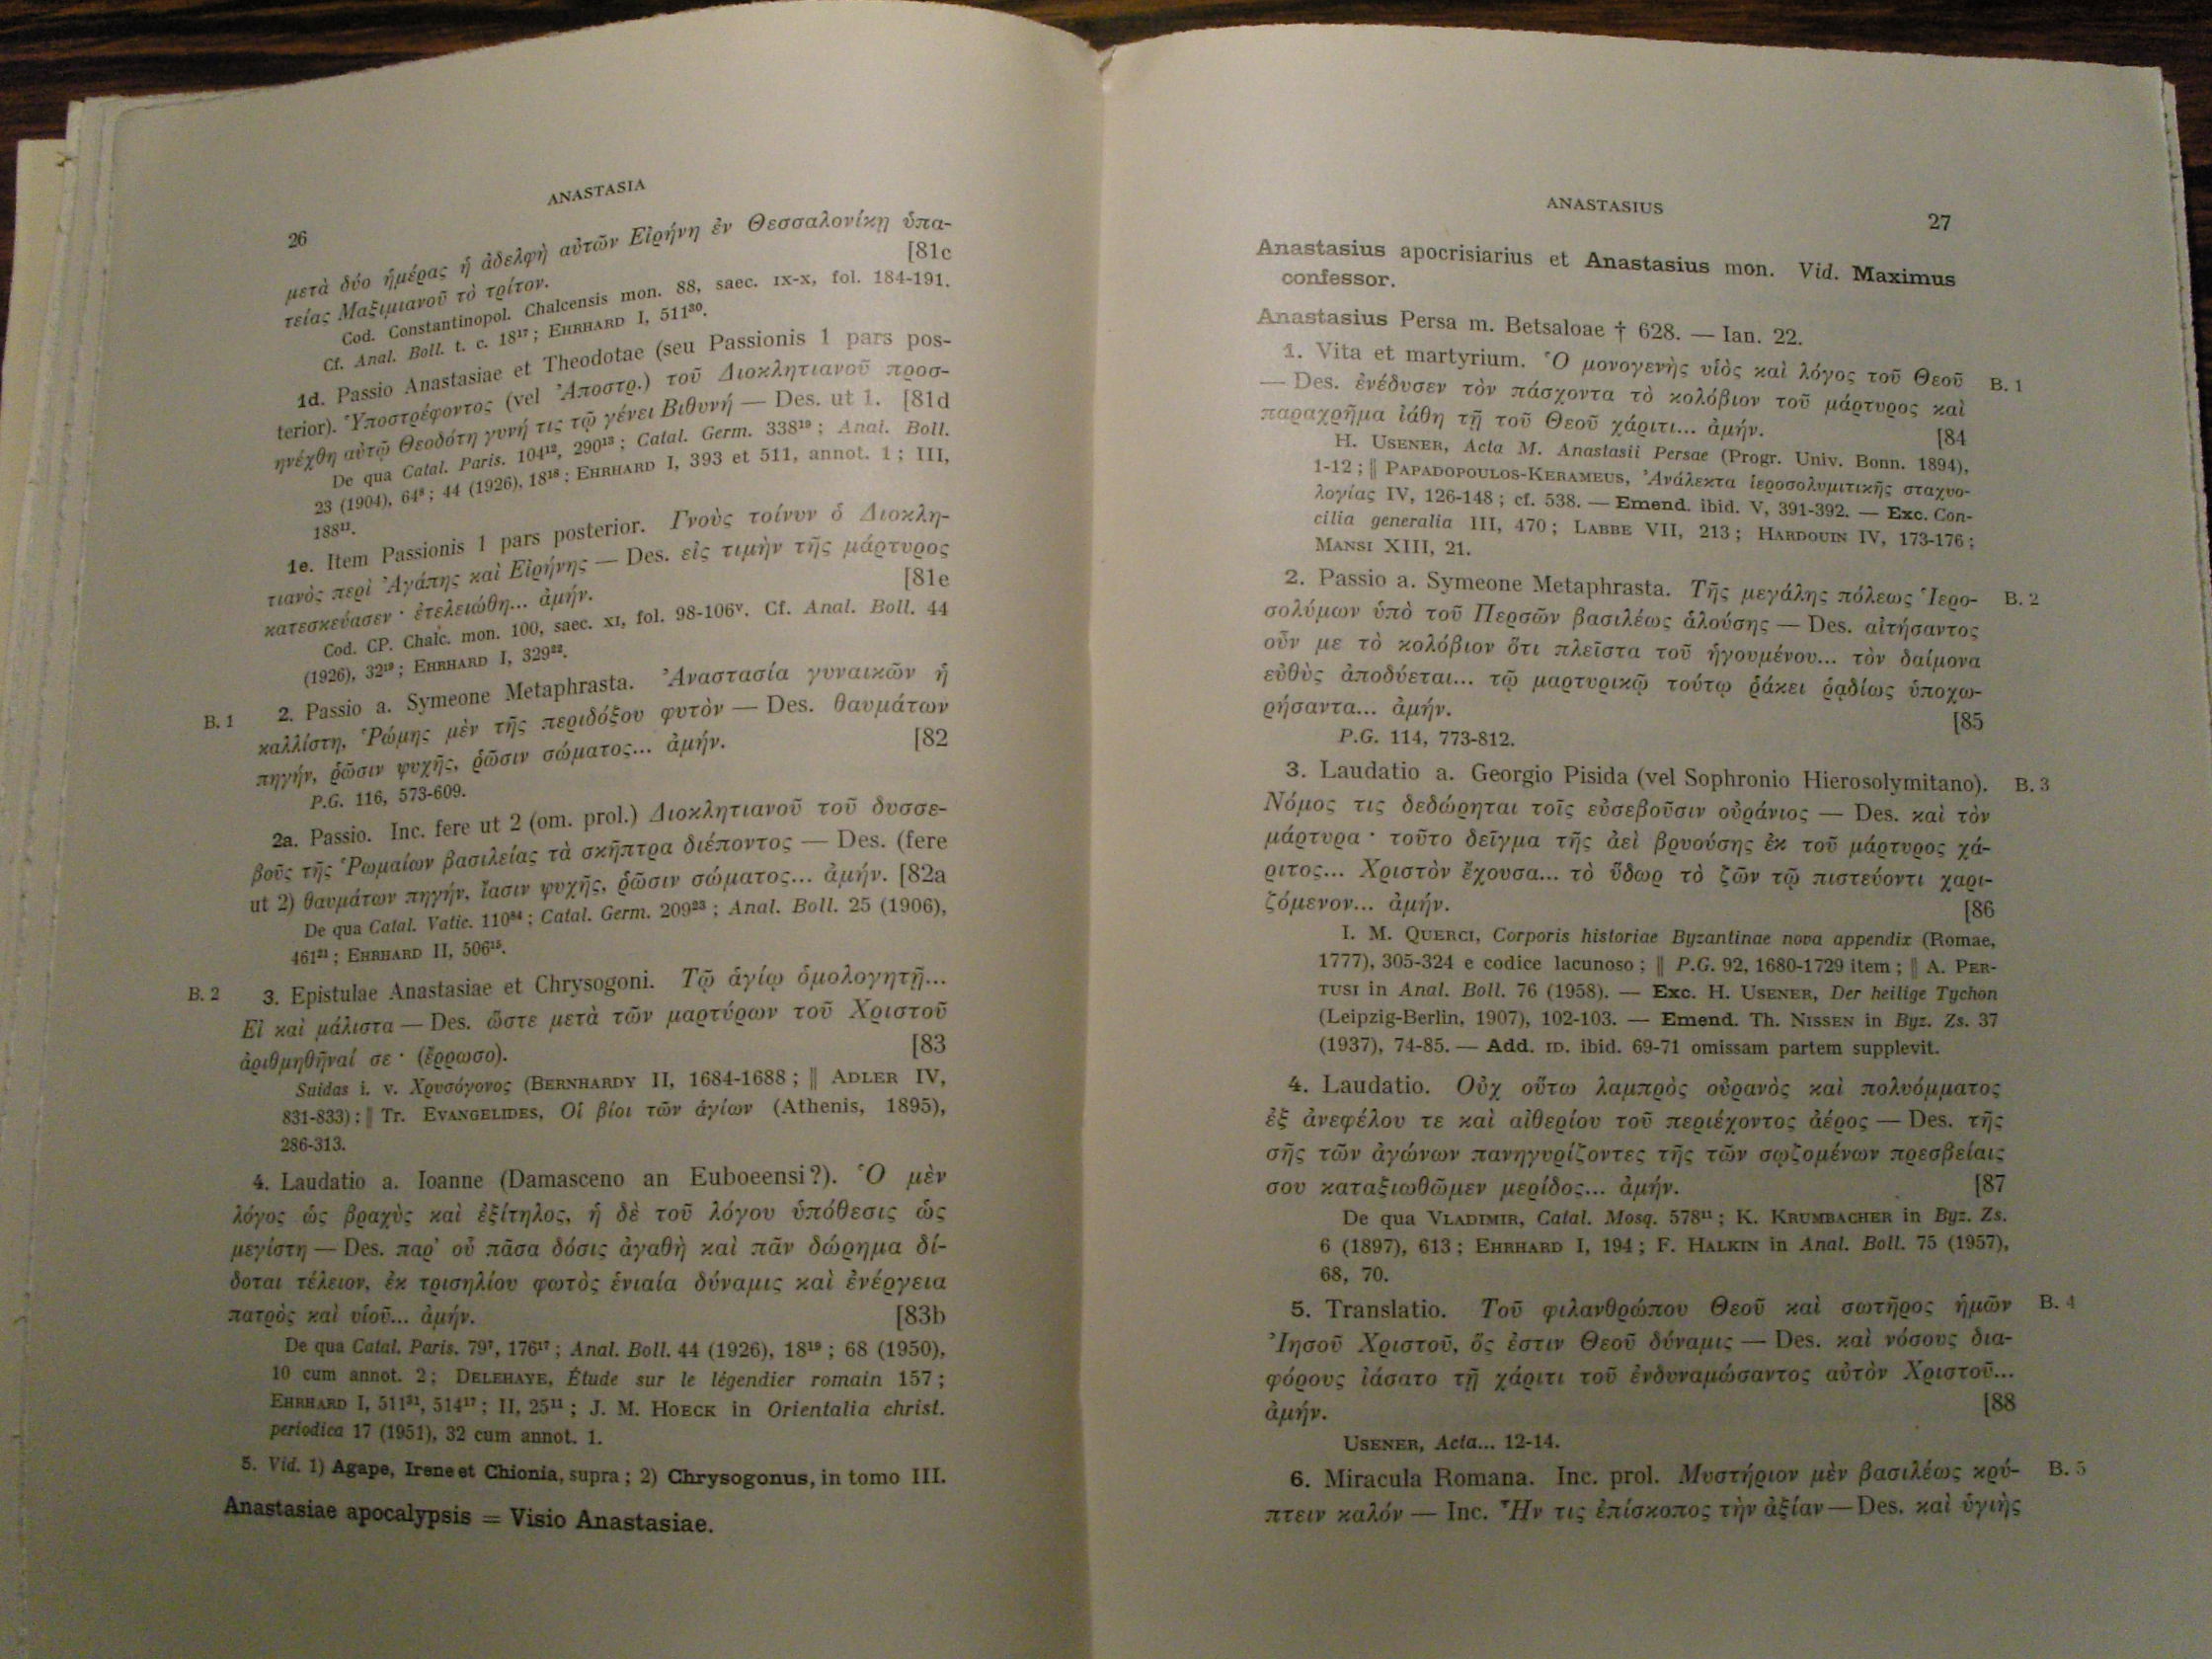 ANASTASIA
26
μετὰ δύο ἡμέρας ἡ ἀδελφὴ αὐτῶν Εἰρήνη ἐν Θεσσαλονίκῃ ὑπα-
τείας Μαξιμιανοῦ τὸ τρίτον. [81c
Cod. Constantinopol. Chalcensis mon. 88, saec. IX-X, fol. 184-191.
Cf. Anal. Boll. t. c. 18¹⁷; EHRHARD I, 511³⁰.
1d. Passio Anastasiae et Theodotae (seu Passionis 1 pars pos-
terior). Ὑποστρέφοντος (vel Ἀποστρ.) τοῦ Διοκλητιανοῦ προσ-
ηνέχθη αὐτῷ Θεοδότη γυνή τις τῷ γένει Βιθυνή — Des. ut 1. [81d
De qua Catal. Paris. 104¹², 290¹³; Catal. Germ. 338¹⁹; Anal. Boll.
23 (1904), 64⁸; 44 (1926), 18¹⁸; EHRHARD I, 393 et 511, annot. 1; III,
188¹¹.
1e. Item Passionis 1 pars posterior. Γνοὺς τοίνυν ὁ Διοκλη-
τιανὸς περὶ Ἀγάπης καὶ Εἰρήνης — Des. εἰς τιμὴν τῆς μάρτυρος
κατεσκεύασεν · ἐτελειώθη... ἀμήν. [81e
Cod. CP. Chalc. mon. 100, saec. XI, fol. 98-106ᵛ. Cf. Anal. Boll. 44
(1926), 32¹⁹; EHRHARD I, 329²².
B. 1 2. Passio a. Symeone Metaphrasta. Ἀναστασία γυναικῶν ἡ
καλλίστη, Ῥώμης μὲν τῆς περιδόξου φυτὸν — Des. θαυμάτων
πηγήν, ῥῶσιν ψυχῆς, ῥῶσιν σώματος... ἀμήν. [82
P.G. 116, 573-609.
2a. Passio. Inc. fere ut 2 (om. prol.) Διοκλητιανοῦ τοῦ δυσσε-
βοῦς τῆς Ῥωμαίων βασιλείας τὰ σκῆπτρα διέποντος — Des. (fere
ut 2) θαυμάτων πηγήν, ἴασιν ψυχῆς, ῥῶσιν σώματος... ἀμήν. [82a
De qua Catal. Vatic. 110⁸⁴; Catal. Germ. 209²³; Anal. Boll. 25 (1906),
461²¹; EHRHARD II, 506¹⁵.
B. 2 3. Epistulae Anastasiae et Chrysogoni. Τῷ ἁγίῳ ὁμολογητῇ...
Εἰ καὶ μάλιστα — Des. ὥστε μετὰ τῶν μαρτύρων τοῦ Χριστοῦ
ἀριθμηθῆναί σε · (ἔρρωσο). [83
Suidas i. v. Χρυσόγονος (BERNHARDY II, 1684-1688; || ADLER IV,
831-833); || Tr. EVANGELIDES, Οἱ βίοι τῶν ἁγίων (Athenis, 1895),
286-313.
4. Laudatio a. Ioanne (Damasceno an Euboeensi?). Ὁ μὲν
λόγος ὡς βραχὺς καὶ ἐξίτηλος, ἡ δὲ τοῦ λόγου ὑπόθεσις ὡς
μεγίστη — Des. παρ' οὗ πᾶσα δόσις ἀγαθὴ καὶ πᾶν δώρημα δί-
δοται τέλειον, ἐκ τρισηλίου φωτὸς ἑνιαία δύναμις καὶ ἐνέργεια
πατρὸς καὶ υἱοῦ... ἀμήν. [83b
De qua Catal. Paris. 79⁷, 176¹⁷; Anal. Boll. 44 (1926), 18¹⁹; 68 (1950),
10 cum annot. 2; DELEHAYE, Étude sur le légendier romain 157;
EHRHARD I, 511³¹, 514¹⁷; II, 25¹¹; J. M. HOECK in Orientalia christ.
periodica 17 (1951), 32 cum annot. 1.
5. Vid. 1) Agape, Irene et Chionia, supra; 2) Chrysogonus, in tomo III.
Anastasiae apocalypsis = Visio Anastasiae.
ANASTASIUS
27
Anastasius apocrisiarius et Anastasius mon. Vid. Maximus
confessor.
Anastasius Persa m. Betsaloae † 628. — Ian. 22.
1. Vita et martyrium. Ὁ μονογενὴς υἱὸς καὶ λόγος τοῦ Θεοῦ B. 1
— Des. ἐνέδυσεν τὸν πάσχοντα τὸ κολόβιον τοῦ μάρτυρος καὶ
παραχρῆμα ἰάθη τῇ τοῦ Θεοῦ χάριτι... ἀμήν. [84
H. USENER, Acta M. Anastasii Persae (Progr. Univ. Bonn. 1894),
1-12; || PAPADOPOULOS-KERAMEUS, Ἀνάλεκτα ἱεροσολυμιτικῆς σταχυο-
λογίας IV, 126-148; cf. 538. — Emend. ibid. V, 391-392. — Exc. Con-
cilia generalia III, 470; LABBE VII, 213; HARDOUIN IV, 173-176;
MANSI XIII, 21.
2. Passio a. Symeone Metaphrasta. Τῆς μεγάλης πόλεως Ἱερο- B. 2
σολύμων ὑπὸ τοῦ Περσῶν βασιλέως ἁλούσης — Des. αἰτήσαντος
οὖν με τὸ κολόβιον ὅτι πλεῖστα τοῦ ἡγουμένου... τὸν δαίμονα
εὐθὺς ἀποδύεται... τῷ μαρτυρικῷ τούτῳ ῥάκει ῥᾳδίως ὑποχω-
ρήσαντα... ἀμήν. [85
P.G. 114, 773-812.
3. Laudatio a. Georgio Pisida (vel Sophronio Hierosolymitano). B. 3
Νόμος τις δεδώρηται τοῖς εὐσεβοῦσιν οὐράνιος — Des. καὶ τὸν
μάρτυρα · τοῦτο δεῖγμα τῆς ἀεὶ βρυούσης ἐκ τοῦ μάρτυρος χά-
ριτος... Χριστὸν ἔχουσα... τὸ ὕδωρ τὸ ζῶν τῷ πιστεύοντι χαρι-
ζόμενον... ἀμήν. [86
I. M. QUERCI, Corporis historiae Byzantinae nova appendix (Romae,
1777), 305-324 e codice lacunoso; || P.G. 92, 1680-1729 item; || A. PER-
TUSI in Anal. Boll. 76 (1958). — Exc. H. USENER, Der heilige Tychon
(Leipzig-Berlin, 1907), 102-103. — Emend. Th. NISSEN in Byz. Zs. 37
(1937), 74-85. — Add. ID. ibid. 69-71 omissam partem supplevit.
4. Laudatio. Οὐχ οὕτω λαμπρὸς οὐρανὸς καὶ πολυόμματος
ἐξ ἀνεφέλου τε καὶ αἰθερίου τοῦ περιέχοντος ἀέρος — Des. τῆς
σῆς τῶν ἀγώνων πανηγυρίζοντες τῆς τῶν σῳζομένων πρεσβείαις
σου καταξιωθῶμεν μερίδος... ἀμήν. [87
De qua VLADIMIR, Catal. Mosq. 578¹¹; K. KRUMBACHER in Byz. Zs.
6 (1897), 613; EHRHARD I, 194; F. HALKIN in Anal. Boll. 75 (1957),
68, 70.
5. Translatio. Τοῦ φιλανθρώπου Θεοῦ καὶ σωτῆρος ἡμῶν B. 4
Ἰησοῦ Χριστοῦ, ὅς ἐστιν Θεοῦ δύναμις — Des. καὶ νόσους δια-
φόρους ἰάσατο τῇ χάριτι τοῦ ἐνδυναμώσαντος αὐτὸν Χριστοῦ...
ἀμήν. [88
USENER, Acta... 12-14.
6. Miracula Romana. Inc. prol. Μυστήριον μὲν βασιλέως κρύ- B. 5
πτειν καλόν — Inc. Ἦν τις ἐπίσκοπος τὴν ἀξίαν — Des. καὶ ὑγιὴς